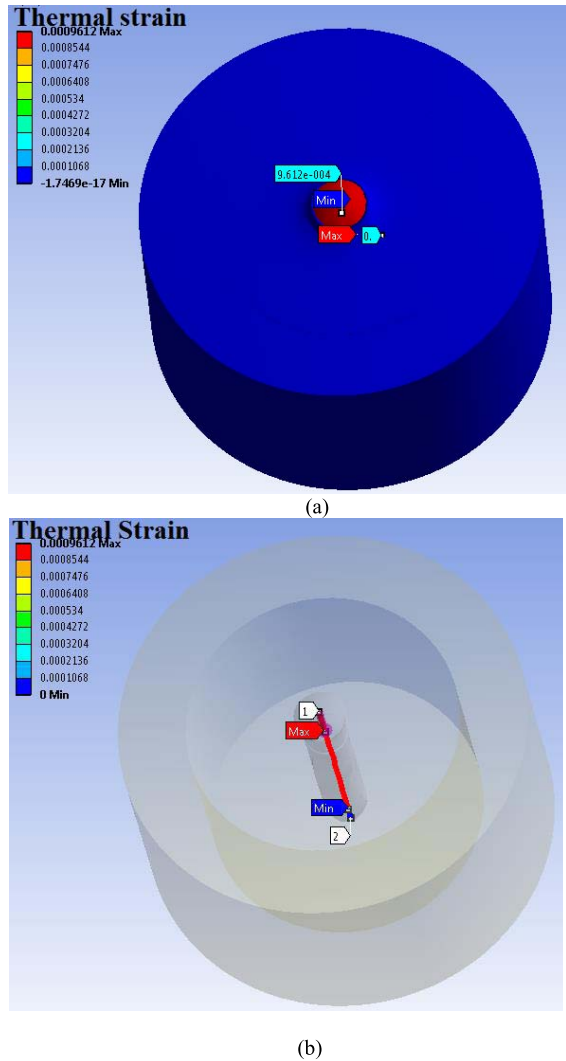 Thermal strain
0.0009612 Max
0.0008544
0.0007476
0.0006408
0.000534
0.0004272
0.0003204
0.0002136
0.0001068
-1.7469e-17 Min
9.612e-004
Min
Max
0.
(a)
Thermal Strain
0.0009612 Max
0.0008544
0.0007476
0.0006408
0.000534
0.0004272
0.0003204
0.0002136
0.0001068
0 Min
1
Max
Min
2
(b)